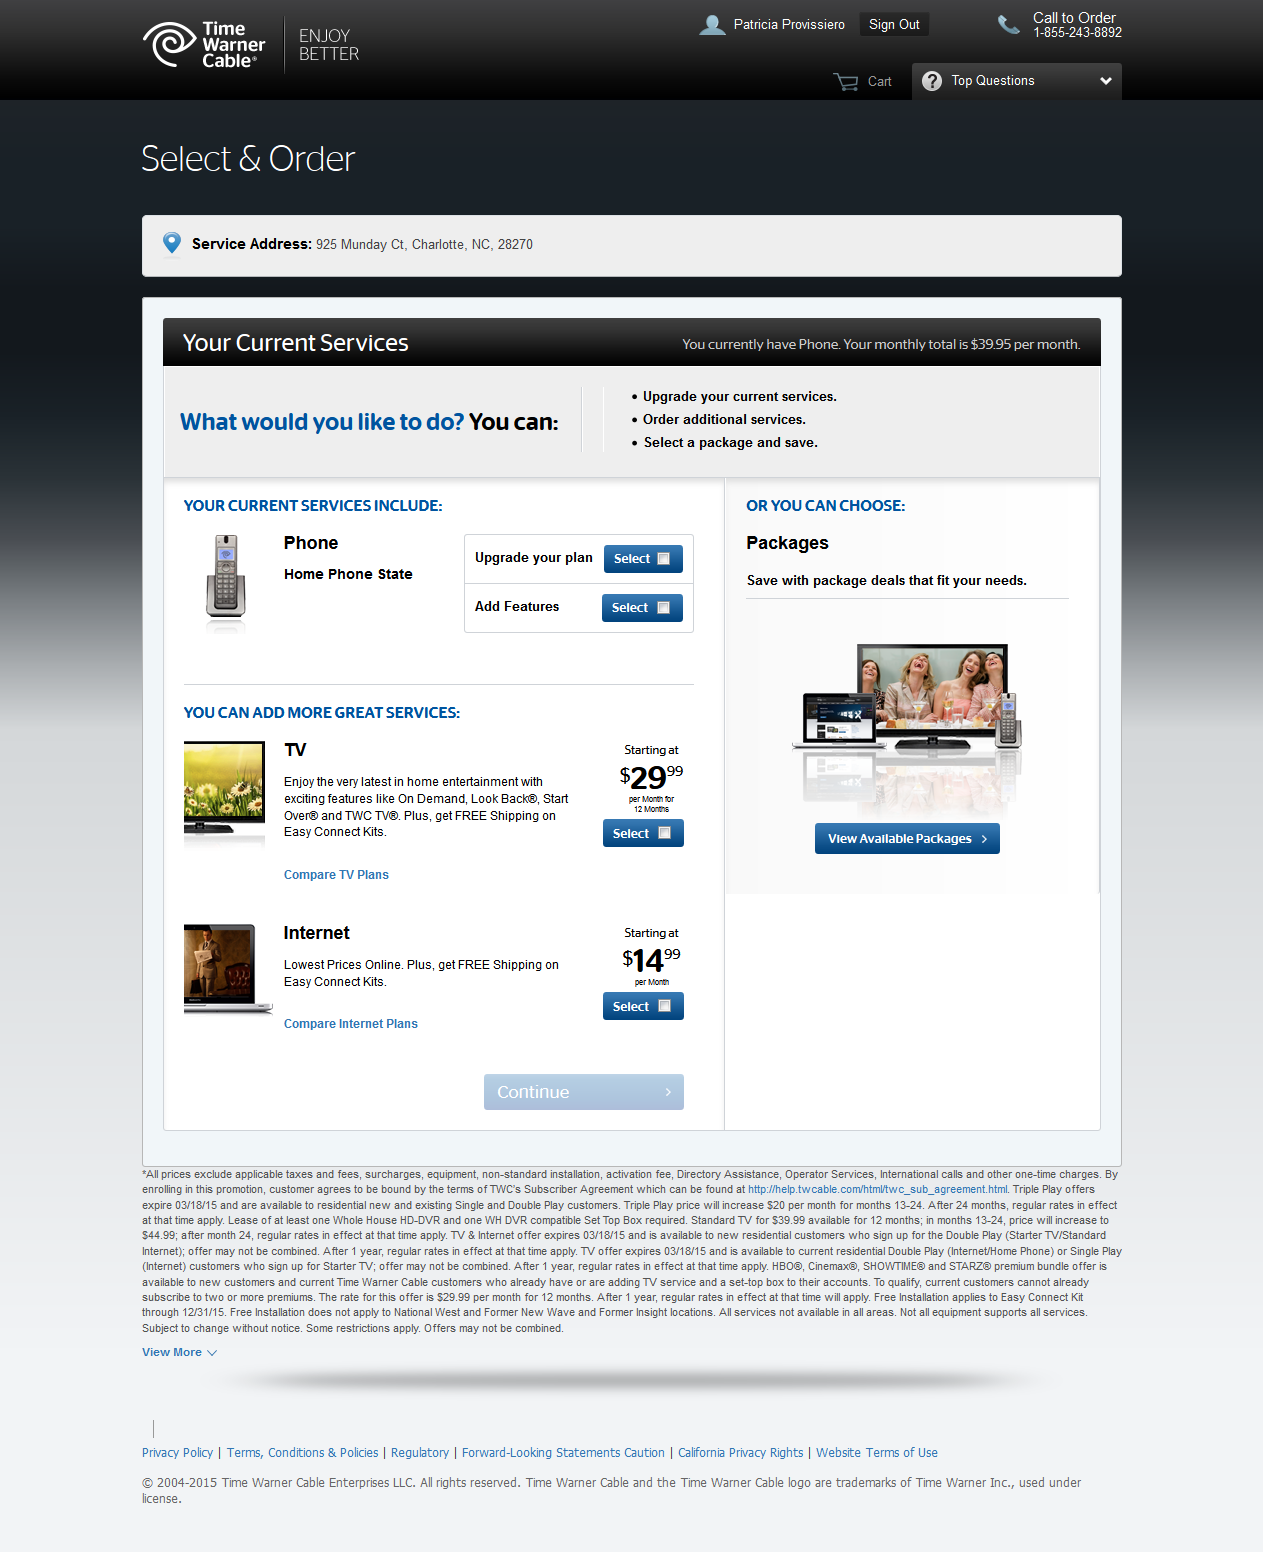 Time Warner Cable®
ENJOY BETTER
Patricia Provissiero
Sign Out
Call to Order
1-855-243-8892
Cart
Top Questions
Select & Order
Service Address: 925 Munday Ct, Charlotte, NC, 28270
Your Current Services
You currently have Phone. Your monthly total is $39.95 per month.
What would you like to do? You can:
• Upgrade your current services.
• Order additional services.
• Select a package and save.
YOUR CURRENT SERVICES INCLUDE:
Phone
Home Phone State
Upgrade your plan
Select
Add Features
Select
YOU CAN ADD MORE GREAT SERVICES:
TV
Enjoy the very latest in home entertainment with
exciting features like On Demand, Look Back®, Start
Over® and TWC TV®. Plus, get FREE Shipping on
Easy Connect Kits.
Compare TV Plans
Starting at
$29.99
per Month for
12 Months
Select
Internet
Lowest Prices Online. Plus, get FREE Shipping on
Easy Connect Kits.
Compare Internet Plans
Starting at
$14.99
per Month
Select
Continue
OR YOU CAN CHOOSE:
Packages
Save with package deals that fit your needs.
View Available Packages
*All prices exclude applicable taxes and fees, surcharges, equipment, non-standard installation, activation fee, Directory Assistance, Operator Services, International calls and other one-time charges. By
enrolling in this promotion, customer agrees to be bound by the terms of TWC's Subscriber Agreement which can be found at http://help.twcable.com/html/twc_sub_agreement.html. Triple Play offers
expire 03/18/15 and are available to residential new and existing Single and Double Play customers. Triple Play price will increase $20 per month for months 13-24. After 24 months, regular rates in effect
at that time apply. Lease of at least one Whole House HD-DVR and one WH DVR compatible Set Top Box required. Standard TV for $39.99 available for 12 months; in months 13-24, price will increase to
$44.99; after month 24, regular rates in effect at that time apply. TV & Internet offer expires 03/18/15 and is available to new residential customers who sign up for the Double Play (Starter TV/Standard
Internet); offer may not be combined. After 1 year, regular rates in effect at that time apply. TV offer expires 03/18/15 and is available to current residential Double Play (Internet/Home Phone) or Single Play
(Internet) customers who sign up for Starter TV; offer may not be combined. After 1 year, regular rates in effect at that time apply. HBO®, Cinemax®, SHOWTIME® and STARZ® premium bundle offer is
available to new customers and current Time Warner Cable customers who already have or are adding TV service and a set-top box to their accounts. To qualify, current customers cannot already
subscribe to two or more premiums. The rate for this offer is $29.99 per month for 12 months. After 1 year, regular rates in effect at that time will apply. Free Installation applies to Easy Connect Kit
through 12/31/15. Free Installation does not apply to National West and Former New Wave and Former Insight locations. All services not available in all areas. Not all equipment supports all services.
Subject to change without notice. Some restrictions apply. Offers may not be combined.
View More
Privacy Policy | Terms, Conditions & Policies | Regulatory | Forward-Looking Statements Caution | California Privacy Rights | Website Terms of Use
© 2004-2015 Time Warner Cable Enterprises LLC. All rights reserved. Time Warner Cable and the Time Warner Cable logo are trademarks of Time Warner Inc., used under
license.